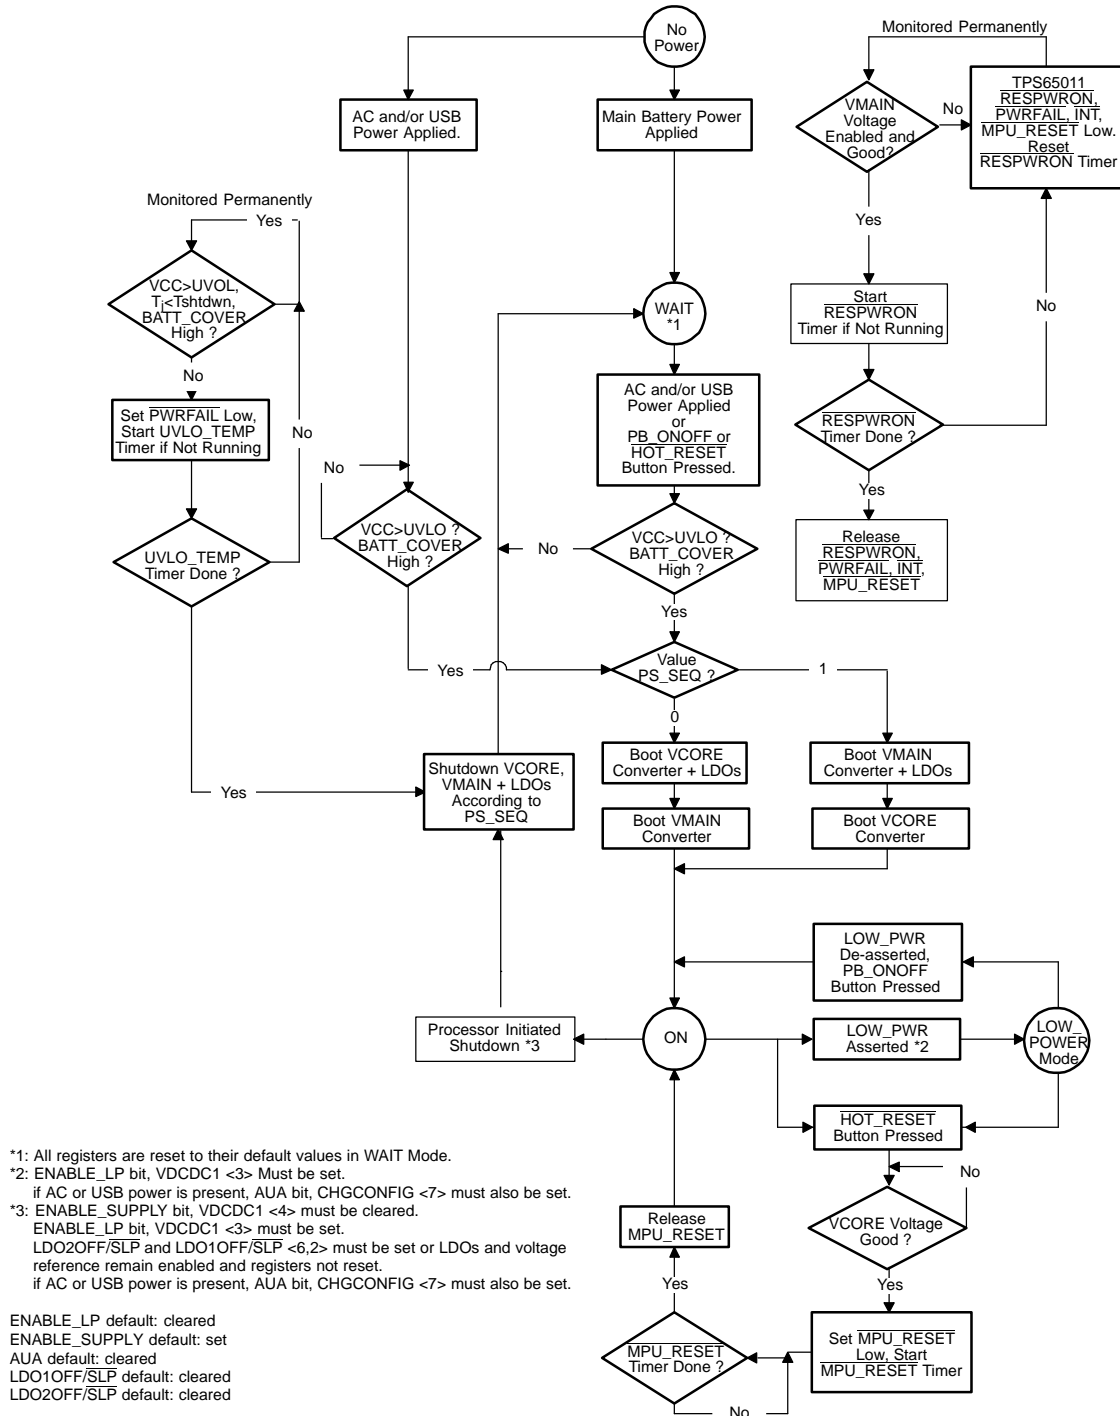 No
Power
AC and/or USB
Power Applied.
Main Battery Power
Applied
Monitored Permanently
VMAIN
Voltage
Enabled and
Good?
No
TPS65011
RESPWRON,
PWRFAIL, INT,
MPU_RESET Low.
Reset
RESPWRON Timer
Yes
Start
RESPWRON
Timer if Not Running
No
RESPWRON
Timer Done ?
Yes
Release
RESPWRON,
PWRFAIL, INT,
MPU_RESET
Monitored Permanently
Yes
VCC>UVOL,
Tj<Tshtdwn,
BATT_COVER
High ?
No
Set PWRFAIL Low,
Start UVLO_TEMP
Timer if Not Running
No
UVLO_TEMP
Timer Done ?
Yes
No
VCC>UVLO ?
BATT_COVER
High ?
Yes
WAIT
*1
AC and/or USB
Power Applied
or
PB_ONOFF or
HOT_RESET
Button Pressed.
VCC>UVLO ?
BATT_COVER
High ?
No
Yes
Value
PS_SEQ ?
1
0
Boot VCORE
Converter + LDOs
Boot VMAIN
Converter + LDOs
Boot VMAIN
Converter
Boot VCORE
Converter
Shutdown VCORE,
VMAIN + LDOs
According to
PS_SEQ
LOW_PWR
De-asserted,
PB_ONOFF
Button Pressed
Processor Initiated
Shutdown *3
ON
LOW_PWR
Asserted *2
LOW_
POWER
Mode
HOT_RESET
Button Pressed
No
VCORE Voltage
Good ?
Yes
Set MPU_RESET
Low, Start
MPU_RESET Timer
MPU_RESET
Timer Done ?
No
Yes
Release
MPU_RESET
*1: All registers are reset to their default values in WAIT Mode.
*2: ENABLE_LP bit, VDCDC1 <3> Must be set.
if AC or USB power is present, AUA bit, CHGCONFIG <7> must also be set.
*3: ENABLE_SUPPLY bit, VDCDC1 <4> must be cleared.
ENABLE_LP bit, VDCDC1 <3> must be set.
LDO2OFF/SLP and LDO1OFF/SLP <6,2> must be set or LDOs and voltage
reference remain enabled and registers not reset.
if AC or USB power is present, AUA bit, CHGCONFIG <7> must also be set.
ENABLE_LP default: cleared
ENABLE_SUPPLY default: set
AUA default: cleared
LDO1OFF/SLP default: cleared
LDO2OFF/SLP default: cleared